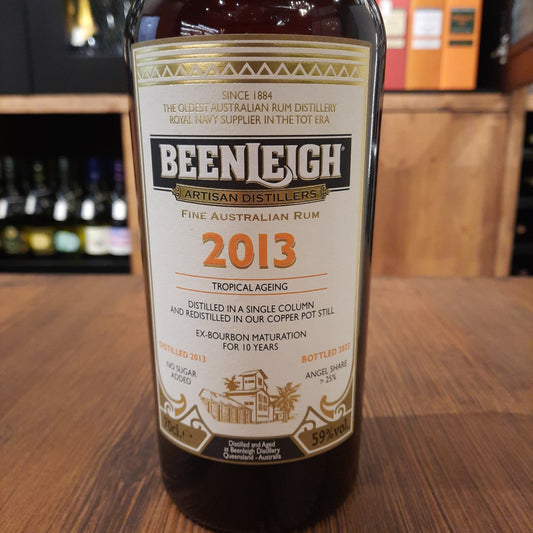 SINCE 1884
THE OLDEST AUSTRALIAN RUM DISTILLERY
ROYAL NAVY SUPPLIER IN THE TOT ERA
BEENLEIGH
ARTISAN DISTILLERS
FINE AUSTRALIAN RUM
2013
TROPICAL AGEING
DISTILLED IN A SINGLE COLUMN
AND REDISTILLED IN OUR COPPER POT STILL
EX-BOURBON MATURATION
FOR 10 YEARS
DISTILLED 2013
BOTTLED 2023
NO SUGAR
ADDED
ANGEL SHARE
> 25%
70cl.
59%vol.
Distilled and Aged
at Beenleigh Distillery
Queensland - Australia